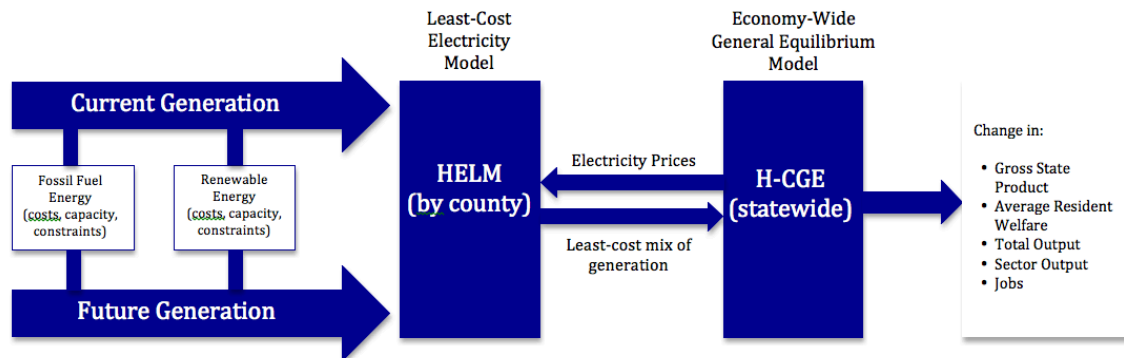 Least-Cost
Electricity
Model
Economy-Wide
General Equilibrium
Model
Current Generation
Fossil Fuel
Energy
(costs, capacity,
constraints)
Renewable
Energy
(costs, capacity,
constraints)
Future Generation
HELM
(by county)
Electricity Prices
Least-cost mix of
generation
H-CGE
(statewide)
Change in:
• Gross State
Product
• Average Resident
Welfare
• Total Output
• Sector Output
• Jobs